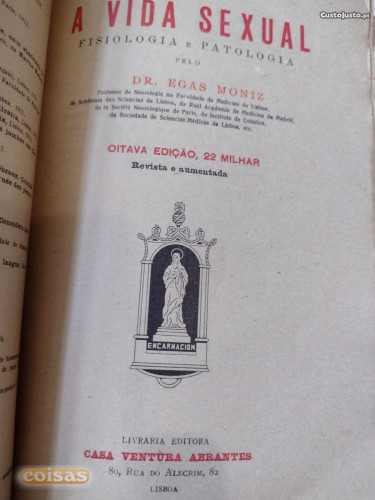 A VIDA SEXUAL
FISIOLOGIA e PATOLOGIA
PELO
DR. EGAS MONIZ
Professor de Neurologia na Faculdade de Medicina de Lisboa,
da Academia das Sciencias de Lisboa, da Real Academia de Medicina de Madrid,
de la Société Neurologique de Paris, do Instituto de Coimbra,
da Sociedade de Sciencias Médicas de Lisboa, etc.
OITAVA EDIÇÃO, 22 MILHAR
Revista e aumentada
ENCARNACION
LIVRARIA EDITORA
CASA VENTURA ABRANTES
80, RUA DO ALECRIM, 82
LISBOA
CustoJusto.pt
coisas